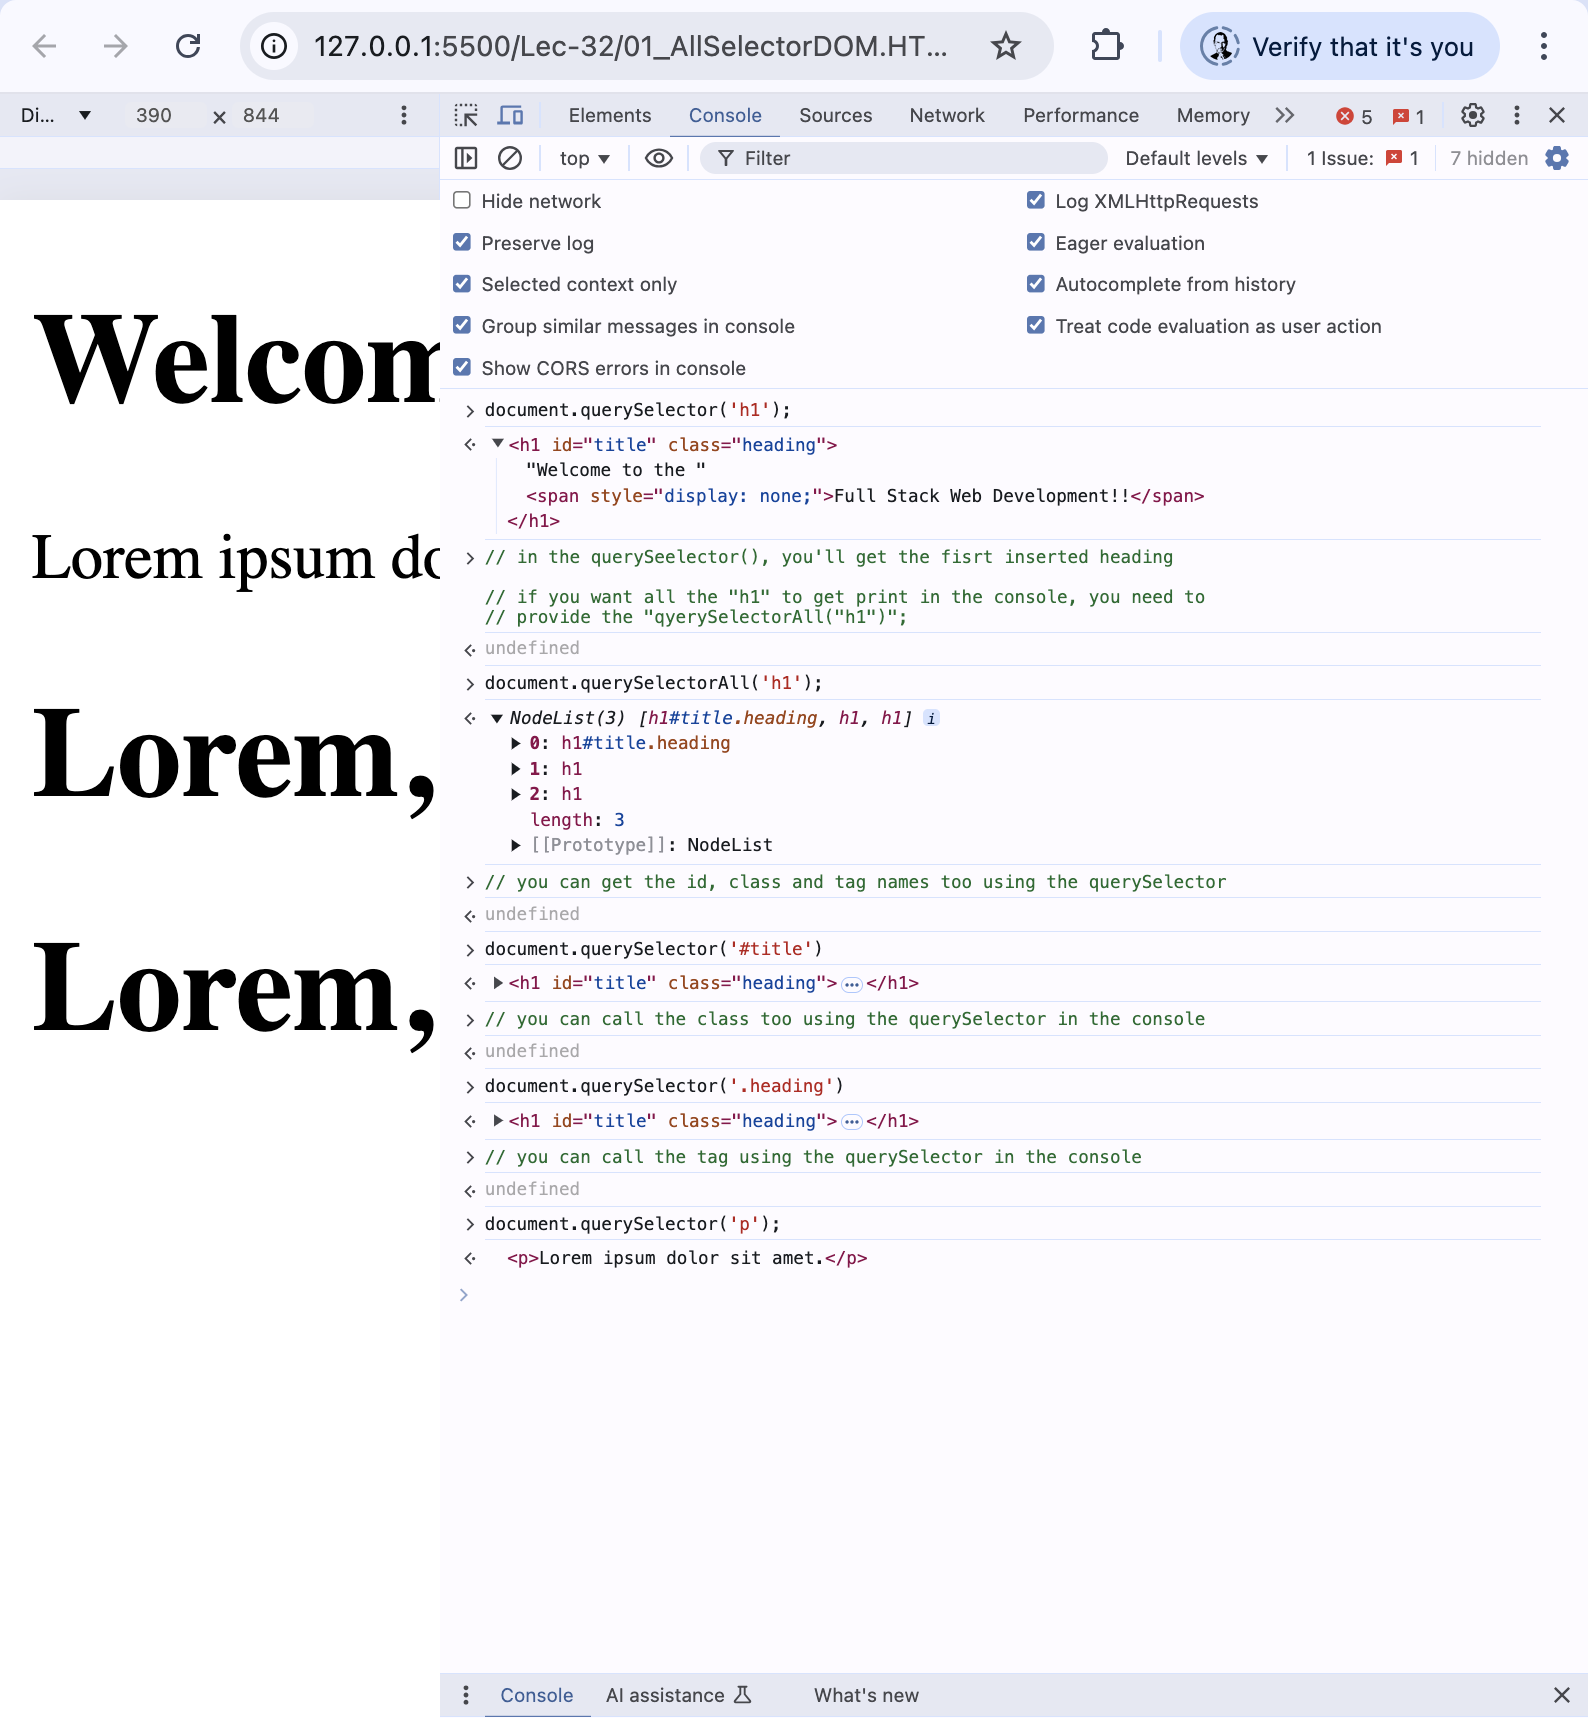 127.0.0.1:5500/Lec-32/01_AllSelectorDOM.HT...
Verify that it's you
Di... 390 × 844
Elements Console Sources Network Performance Memory 5 1
top Filter Default levels 1 Issue: 1 7 hidden
Hide network Log XMLHttpRequests
Preserve log Eager evaluation
Selected context only Autocomplete from history
Group similar messages in console Treat code evaluation as user action
Show CORS errors in console
Welcom
Lorem ipsum do
Lorem,
Lorem,
document.querySelector('h1');
<h1 id="title" class="heading">
"Welcome to the "
<span style="display: none;">Full Stack Web Development!!</span>
</h1>
// in the querySeelector(), you'll get the fisrt inserted heading
// if you want all the "h1" to get print in the console, you need to
// provide the "qyerySelectorAll("h1")";
undefined
document.querySelectorAll('h1');
NodeList(3) [h1#title.heading, h1, h1] i
0: h1#title.heading
1: h1
2: h1
length: 3
[[Prototype]]: NodeList
// you can get the id, class and tag names too using the querySelector
undefined
document.querySelector('#title')
<h1 id="title" class="heading">…</h1>
// you can call the class too using the querySelector in the console
undefined
document.querySelector('.heading')
<h1 id="title" class="heading">…</h1>
// you can call the tag using the querySelector in the console
undefined
document.querySelector('p');
<p>Lorem ipsum dolor sit amet.</p>
Console AI assistance What's new